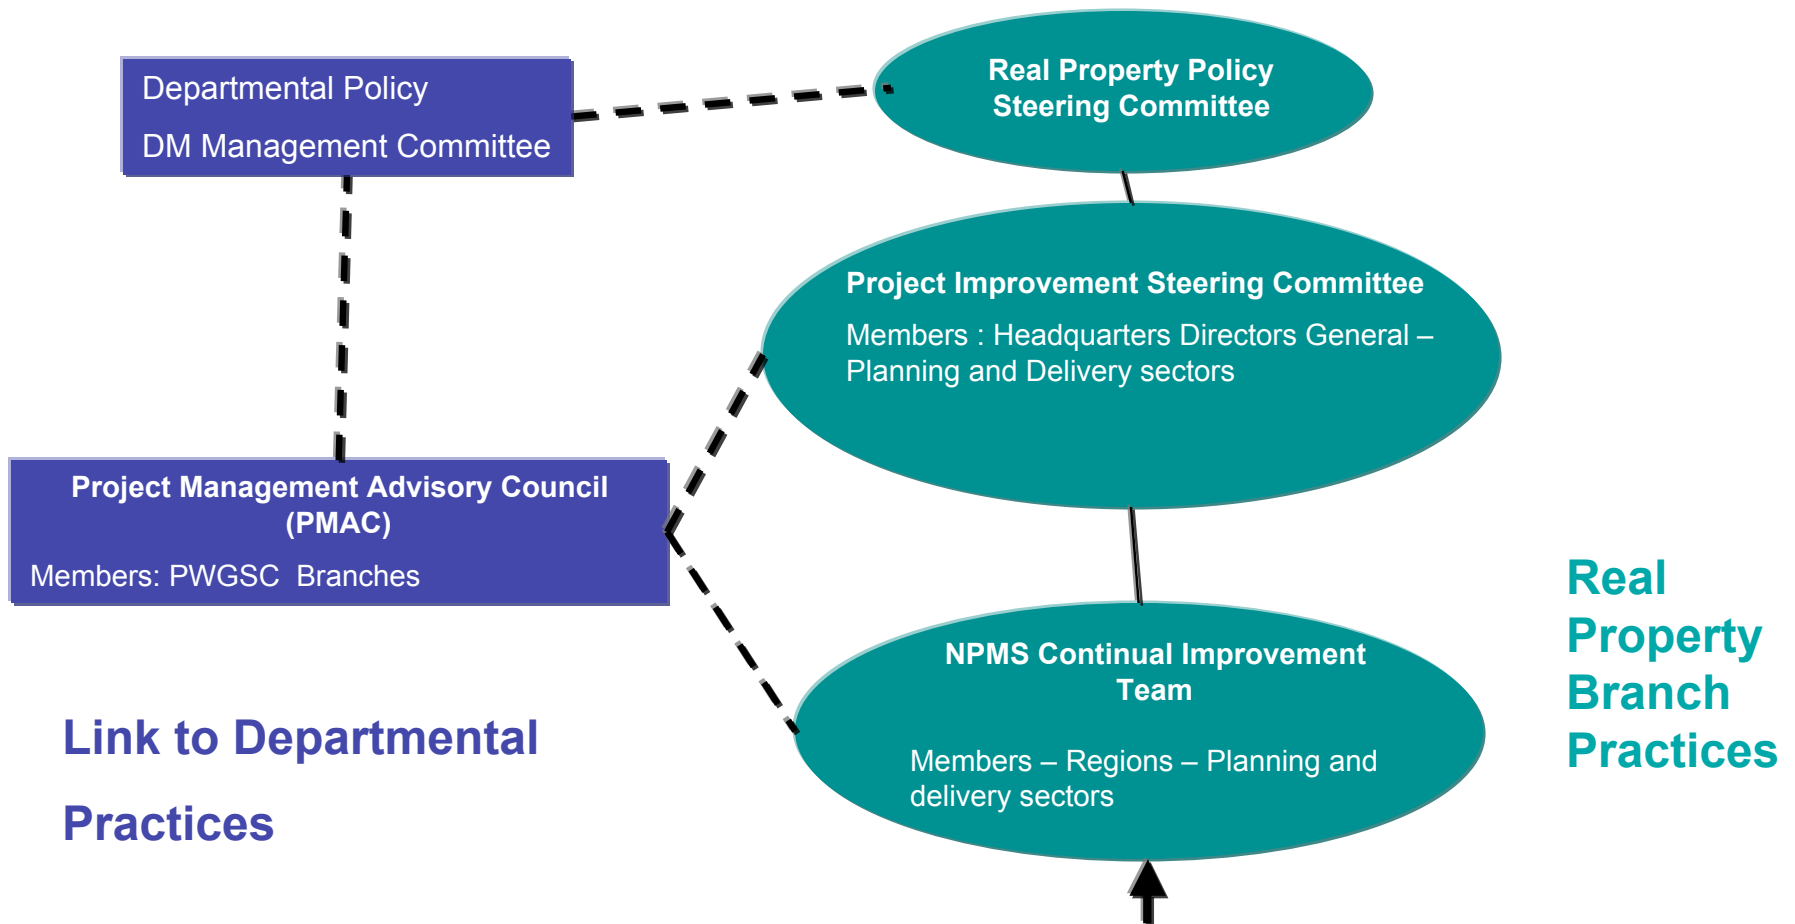 Departmental Policy
DM Management Committee
Real Property Policy
Steering Committee
Project Improvement Steering Committee
Members : Headquarters Directors General –
Planning and Delivery sectors
Project Management Advisory Council
(PMAC)
Members: PWGSC Branches
NPMS Continual Improvement
Team
Members – Regions – Planning and
delivery sectors
Link to Departmental
Practices
Real
Property
Branch
Practices